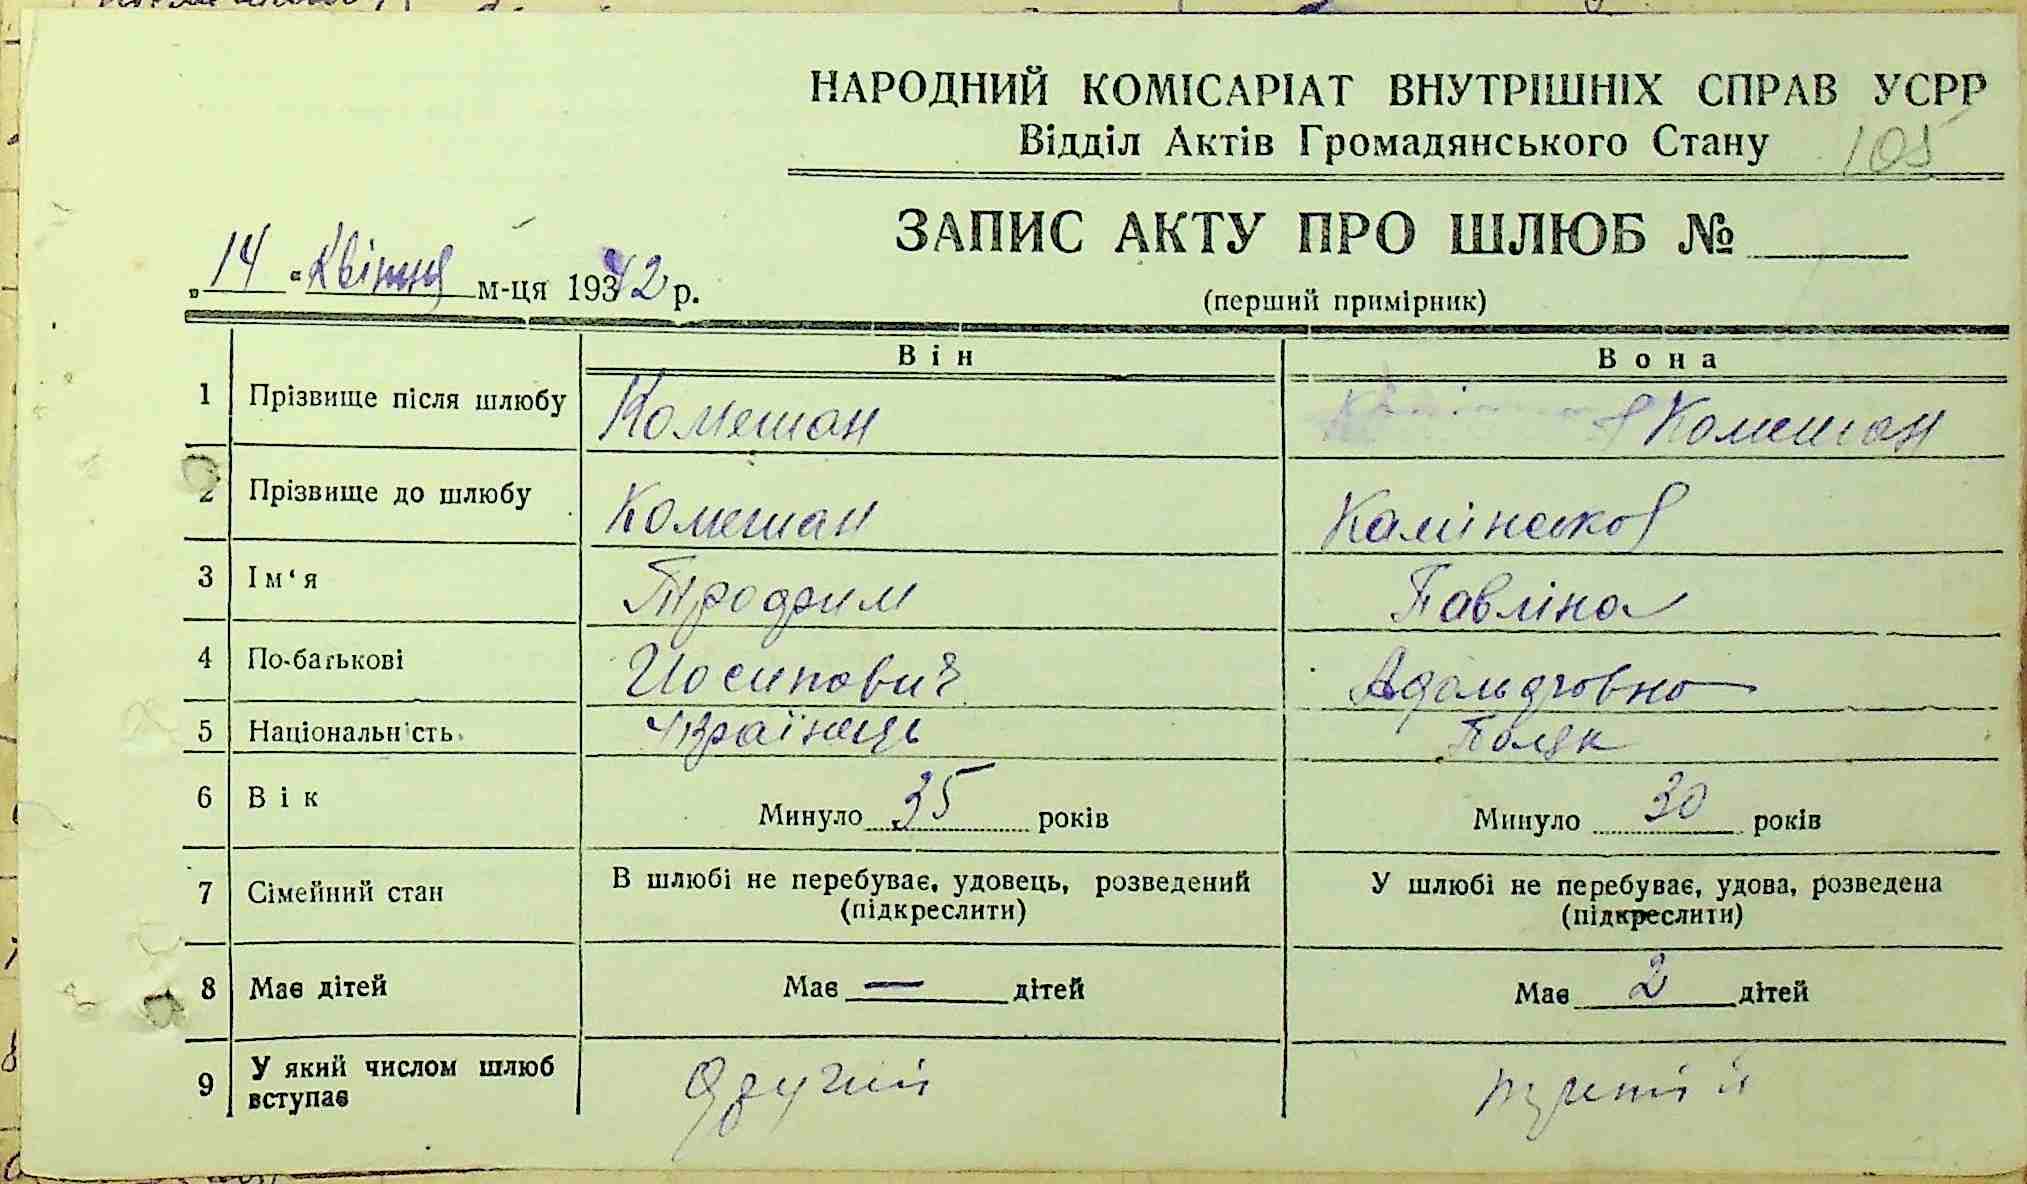 НАРОДНИЙ КОМІСАРІАТ ВНУТРІШНІХ СПРАВ УСРР
Відділ Актів Громадянського Стану 105
ЗАПИС АКТУ ПРО ШЛЮБ №
„14“ Квітня м-ця 1942 р.
(перший примірник)
Він Вона
1 Прізвище після шлюбу Комешан Комешан
2 Прізвище до шлюбу Комешан Камінська
3 Ім‘я Трофим Павліна
4 По-батькові Иосипович Адольфовна
5 Національність Українець Поляк
6 Вік Минуло 35 років Минуло 30 років
7 Сімейний стан В шлюбі не перебуває, удовець, розведений У шлюбі не перебуває, удова, розведена
(підкреслити) (підкреслити)
8 Має дітей Має — дітей Має 2 дітей
9 У який числом шлюб
вступає Другий третій